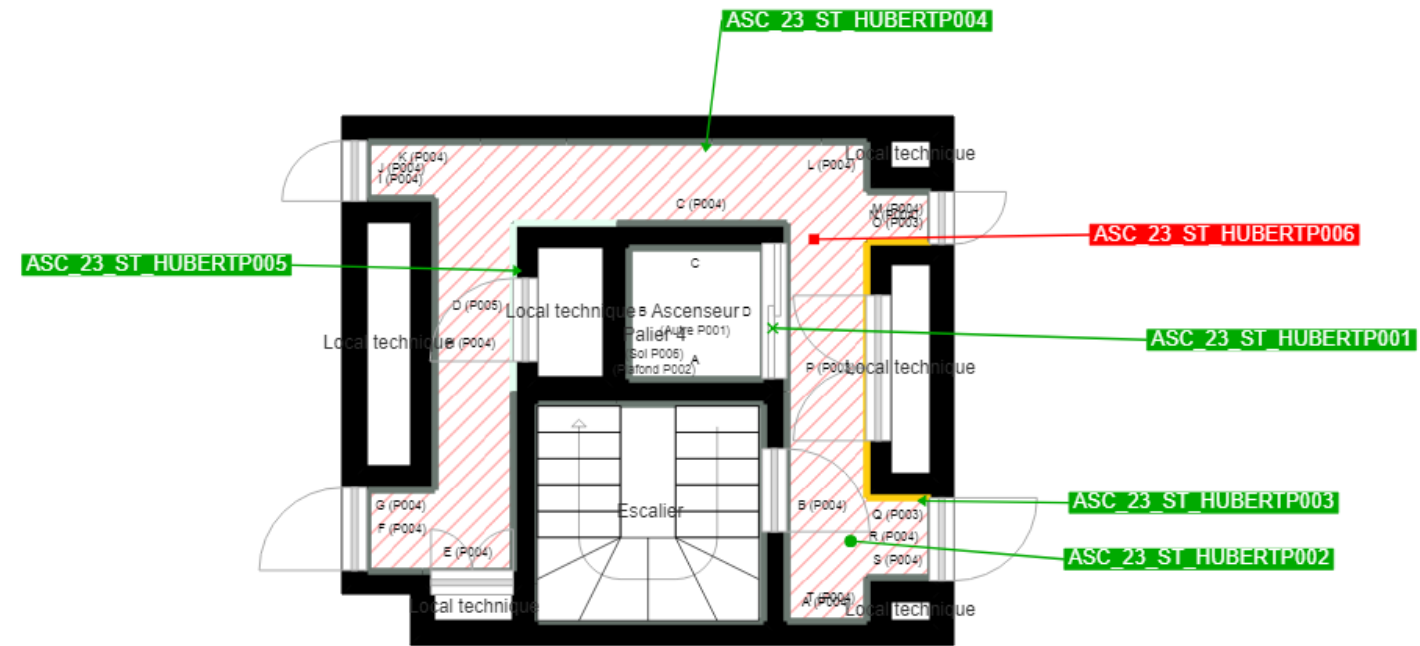 ASC_23_ST_HUBERTP004
K (P004)
J (P004)
I (P004)
L (P004)
Local technique
C (P004)
M (P004)
O (P003)
ASC_23_ST_HUBERTP006
ASC_23_ST_HUBERTP005
C
D (P005)
Local technique
B
Ascenseur
D
(Autre P001)
Palier 4
Local technique
(P004)
(Sol P006)
A
(Plafond P002)
ASC_23_ST_HUBERTP001
Local technique
G (P004)
F (P004)
E (P004)
Escalier
B (P004)
Q (P003)
R (P004)
S (P004)
ASC_23_ST_HUBERTP003
ASC_23_ST_HUBERTP002
Local technique
Local technique